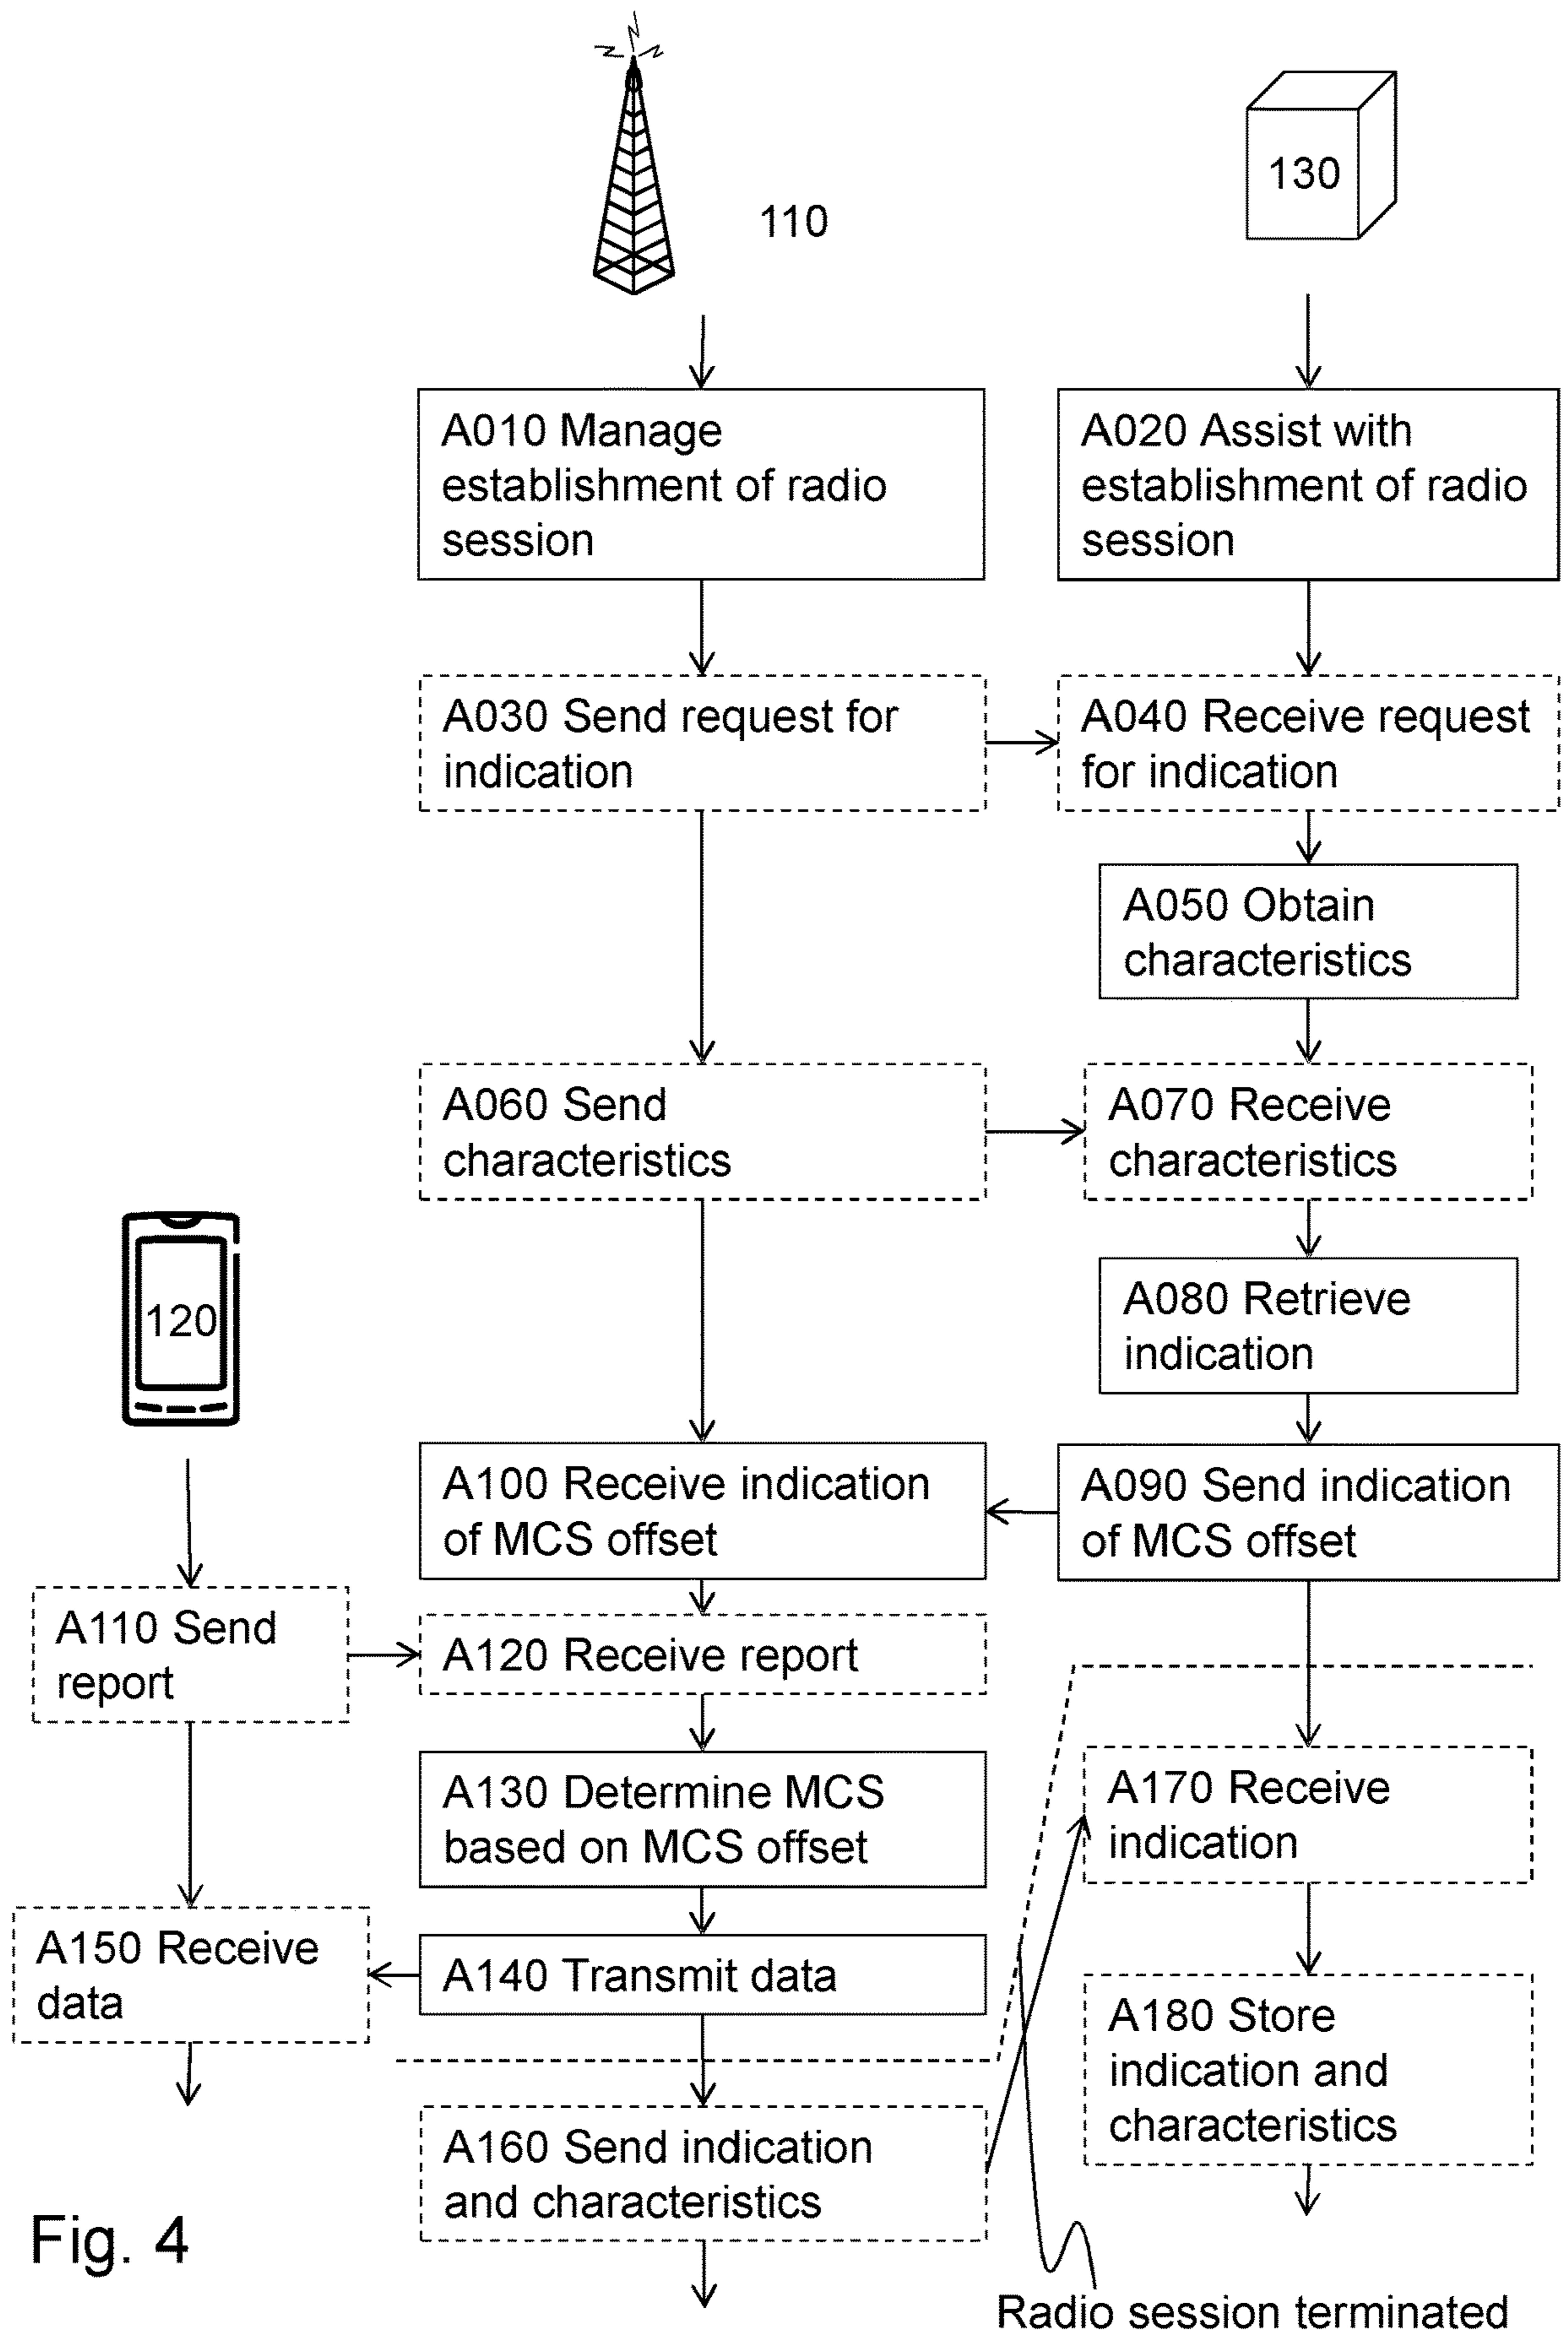 130
110
A010 Manage
establishment of radio
session
A020 Assist with
establishment of radio
session
A030 Send request for
indication
A040 Receive request
for indication
A050 Obtain
characteristics
A060 Send
characteristics
A070 Receive
characteristics
120
A080 Retrieve
indication
A100 Receive indication
of MCS offset
A090 Send indication
of MCS offset
A110 Send
report
A120 Receive report
A130 Determine MCS
based on MCS offset
A170 Receive
indication
A150 Receive
data
A140 Transmit data
A180 Store
indication and
characteristics
A160 Send indication
and characteristics
Fig. 4
Radio session terminated